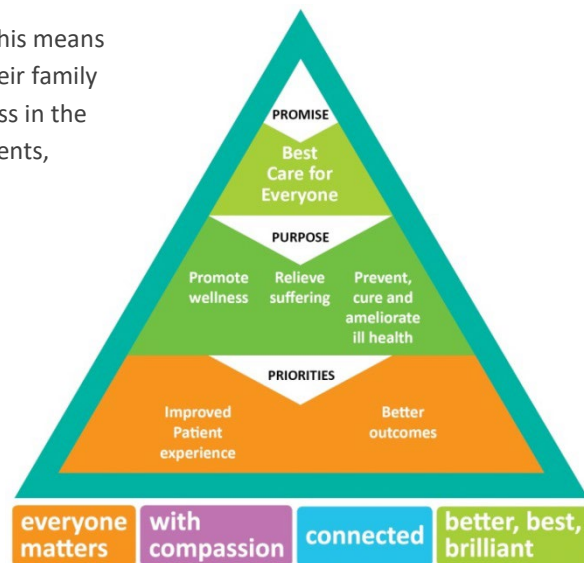 his means
eir family
ss in the
ents,
PROMISE
Best
Care for
Everyone
PURPOSE
Promote
wellness
Relieve
suffering
Prevent,
cure and
ameliorate
ill health
PRIORITIES
Improved
Patient
experience
Better
outcomes
everyone
matters
with
compassion
connected
better, best,
brilliant